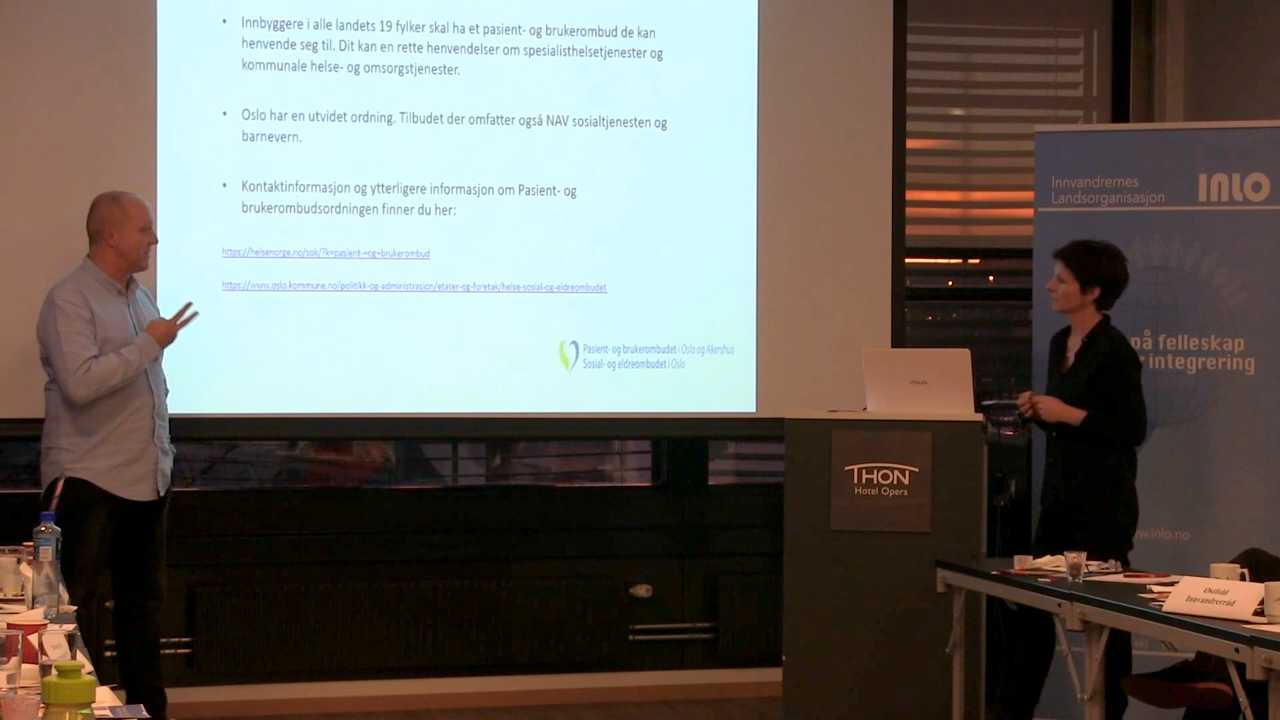 Innbyggere i alle landets 19 fylker skal ha et pasient- og brukerombud de kan
henvende seg til. Dit kan en rette henvendelser om spesialisthelsetjenester og
kommunale helse- og omsorgstjenester.
Oslo har en utvidet ordning. Tilbudet der omfatter også NAV sosialtjenesten og
barnevern.
Kontaktinformasjon og ytterligere informasjon om Pasient- og
brukerombudsordningen finner du her:
https://helsenorge.no/sok/?k=pasient-+og+brukerombud
https://www.oslo.kommune.no/politikk-og-administrasjon/etater-og-foretak/helse-sosial-og-eldreombudet
Pasient- og brukerombudet i Oslo og Akershus
Sosial- og eldreombudet i Oslo
Innvandrernes
Landsorganisasjon
INLO
på felleskap
r integrering
www.inlo.no
ASUS
THON
Hotel Opera
Østfold
Innvandrerråd